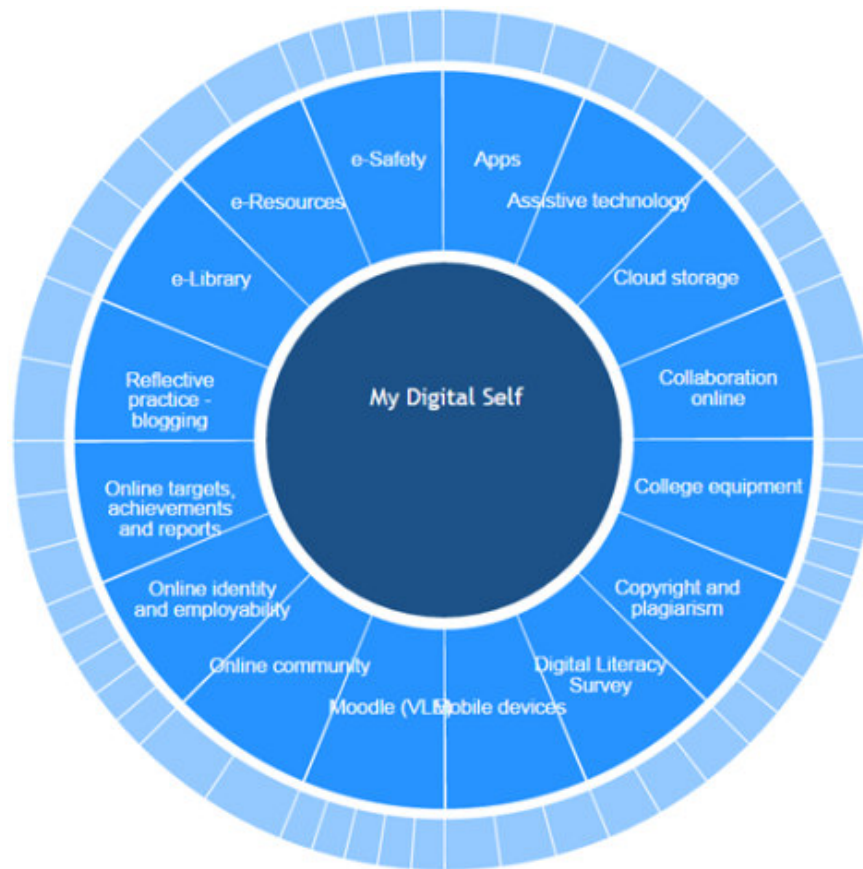 My Digital Self
Apps
Assistive technology
Cloud storage
Collaboration
online
College equipment
Copyright and
plagiarism
Digital Literacy
Survey
Mobile devices
Moodle (VLE)
Online community
Online identity
and employability
Online targets,
achievements
and reports
Reflective
practice -
blogging
e-Library
e-Resources
e-Safety